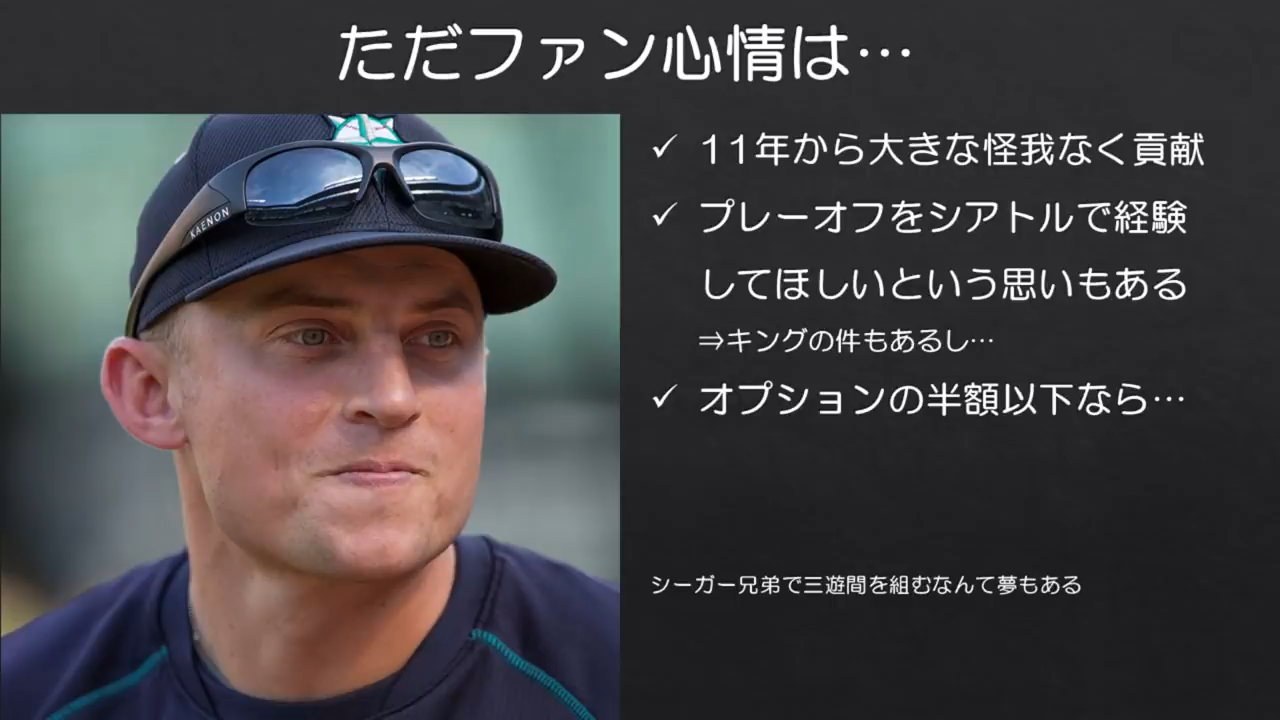 ただファン心情は…
KAENON
✓ 11年から大きな怪我なく貢献
✓ プレーオフをシアトルで経験
してほしいという思いもある
⇒キングの件もあるし…
✓ オプションの半額以下なら…
シーガー兄弟で三遊間を組むなんて夢もある